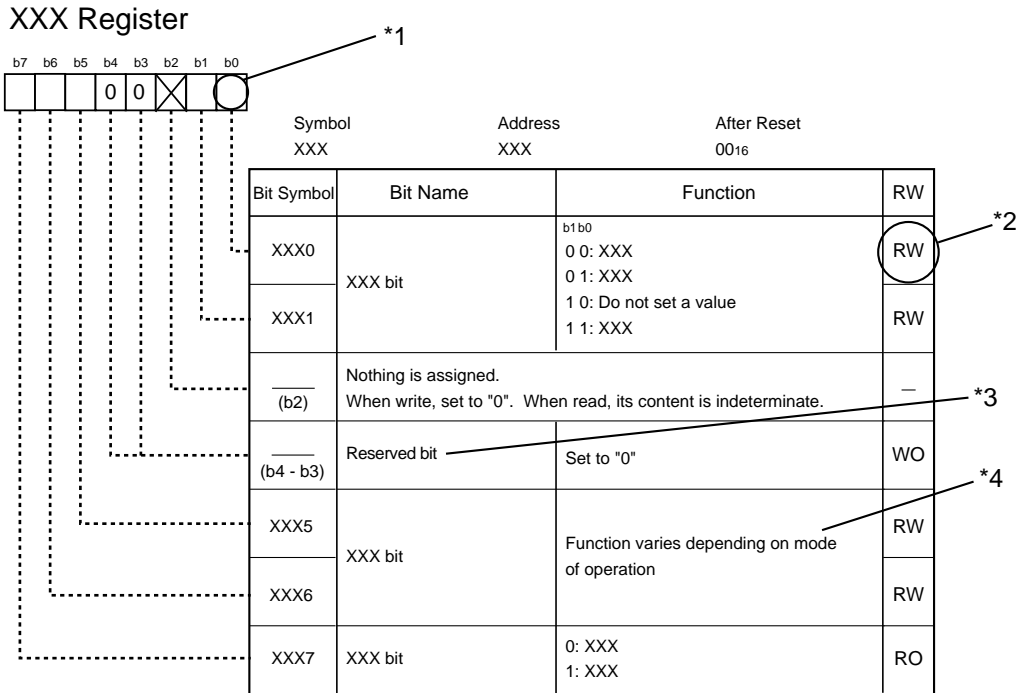 XXX Register
*1
b7 b6 b5 b4 b3 b2 b1 b0
0 0
Symbol Address After Reset
XXX XXX 0016
Bit Symbol Bit Name Function RW
*2
XXX0
XXX bit
b1 b0
0 0: XXX
0 1: XXX
1 0: Do not set a value
1 1: XXX
RW
XXX1
RW
(b2)
Nothing is assigned.
When write, set to "0". When read, its content is indeterminate.
—
*3
(b4 - b3)
Reserved bit
Set to "0"
WO
*4
XXX5
XXX bit
Function varies depending on mode
of operation
RW
XXX6
RW
XXX7
XXX bit
0: XXX
1: XXX
RO